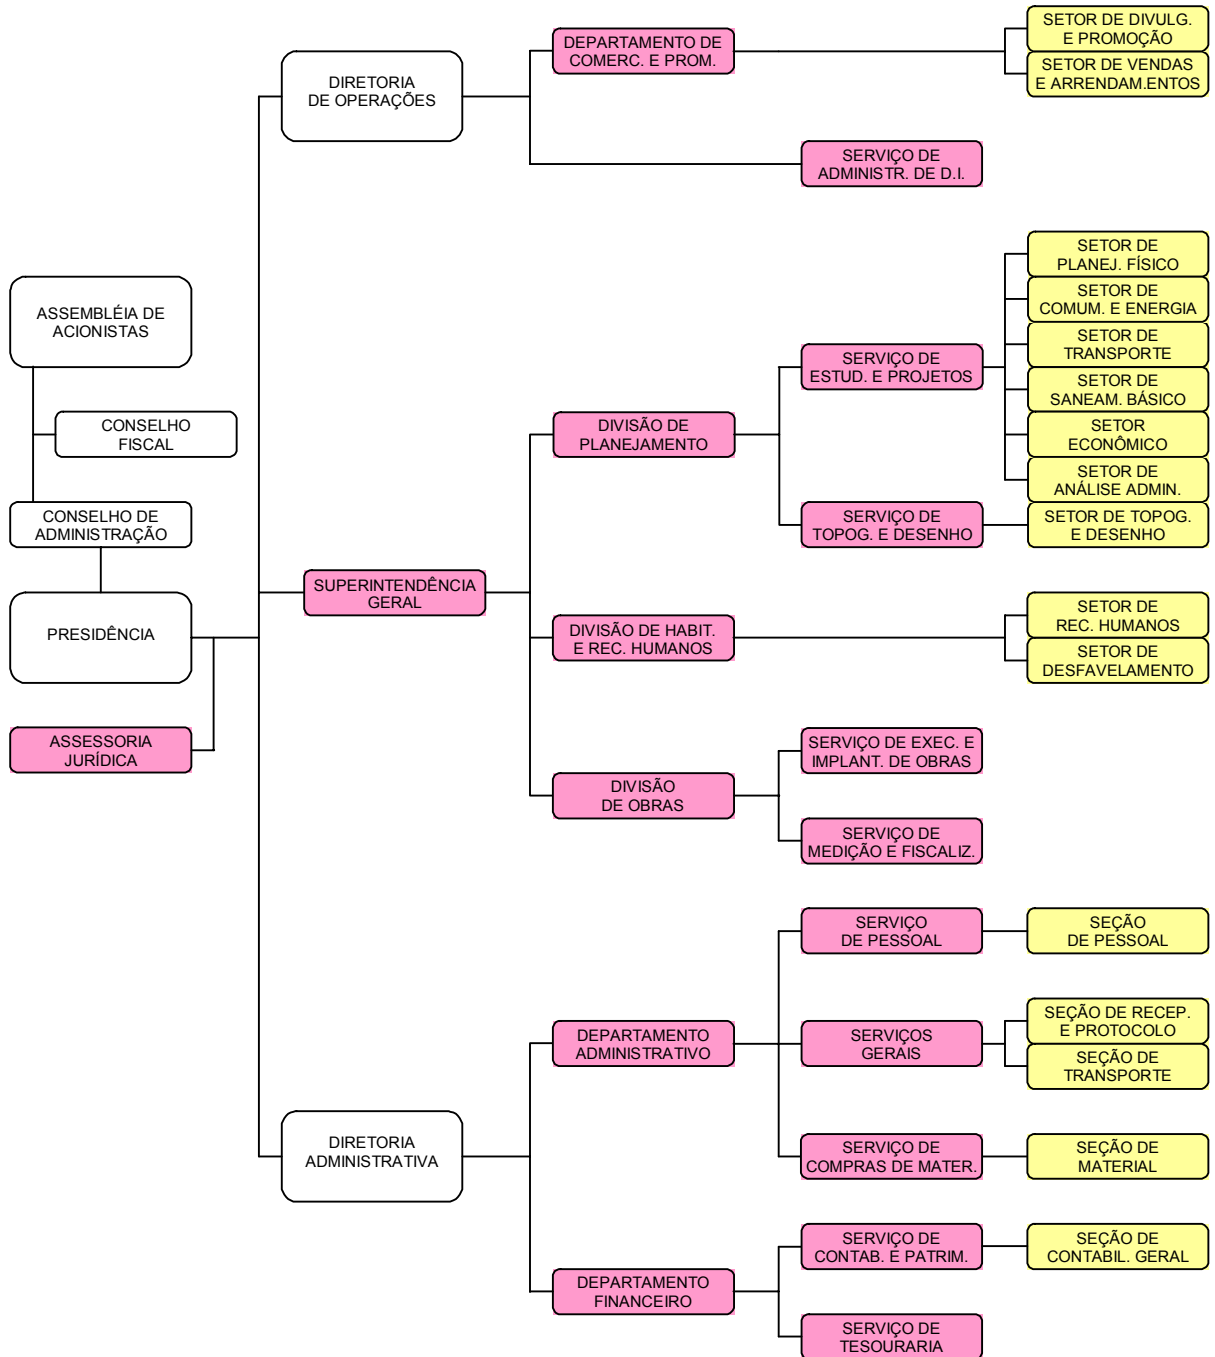 SETOR DE DIVULG.
E PROMOÇÃO
DEPARTAMENTO DE
COMERC. E PROM.
SETOR DE VENDAS
E ARRENDAM.ENTOS
DIRETORIA
DE OPERAÇÕES
SERVIÇO DE
ADMINISTR. DE D.I.
SETOR DE
PLANEJ. FÍSICO
SETOR DE
COMUM. E ENERGIA
ASSEMBLÉIA DE
ACIONISTAS
SETOR DE
TRANSPORTE
SERVIÇO DE
ESTUD. E PROJETOS
SETOR DE
SANEAM. BÁSICO
CONSELHO
FISCAL
DIVISÃO DE
PLANEJAMENTO
SETOR
ECONÔMICO
SETOR DE
ANÁLISE ADMIN.
CONSELHO DE
ADMINISTRAÇÃO
SERVIÇO DE
TOPOG. E DESENHO
SETOR DE TOPOG.
E DESENHO
SUPERINTENDÊNCIA
GERAL
PRESIDÊNCIA
DIVISÃO DE HABIT.
E REC. HUMANOS
SETOR DE
REC. HUMANOS
SETOR DE
DESFAVELAMENTO
ASSESSORIA
JURÍDICA
SERVIÇO DE EXEC. E
IMPLANT. DE OBRAS
DIVISÃO
DE OBRAS
SERVIÇO DE
MEDIÇÃO E FISCALIZ.
SERVIÇO
DE PESSOAL
SEÇÃO
DE PESSOAL
DEPARTAMENTO
ADMINISTRATIVO
SERVIÇOS
GERAIS
SEÇÃO DE RECEP.
E PROTOCOLO
SEÇÃO DE
TRANSPORTE
DIRETORIA
ADMINISTRATIVA
SERVIÇO DE
COMPRAS DE MATER.
SEÇÃO DE
MATERIAL
SERVIÇO DE
CONTAB. E PATRIM.
SEÇÃO DE
CONTABIL. GERAL
DEPARTAMENTO
FINANCEIRO
SERVIÇO DE
TESOURARIA